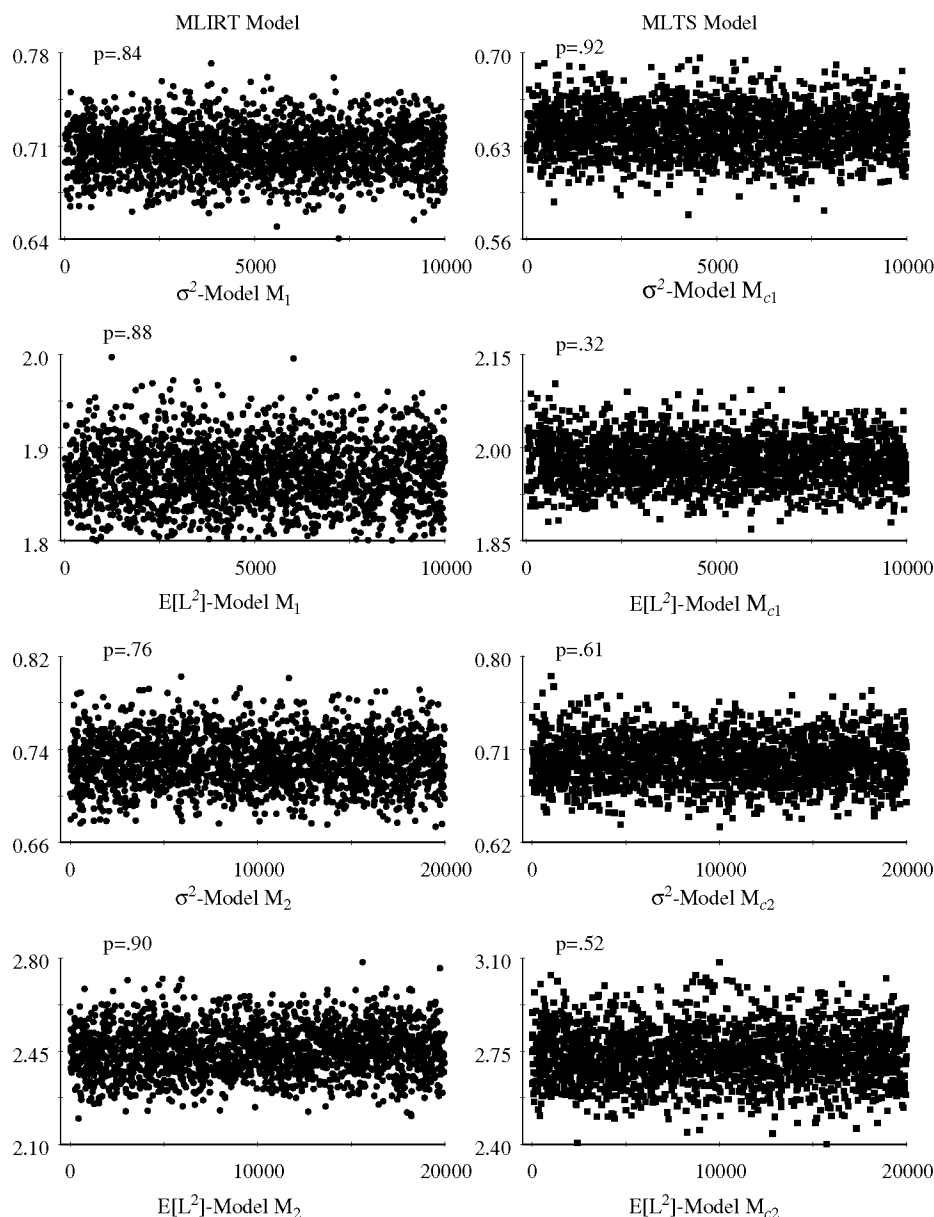 MLIRT Model MLTS Model
p=.84 p=.92
0.78 0.70
0.71 0.63
0.64 0.56
0 5000 10000 0 5000 10000
σ²-Model M₁ σ²-Model M_c1
p=.88 p=.32
2.0 2.15
1.9 2.00
1.8 1.85
0 5000 10000 0 5000 10000
E[L²]-Model M₁ E[L²]-Model M_c1
p=.76 p=.61
0.82 0.80
0.74 0.71
0.66 0.62
0 10000 20000 0 10000 20000
σ²-Model M₂ σ²-Model M_c2
p=.90 p=.52
2.80 3.10
2.45 2.75
2.10 2.40
0 10000 20000 0 10000 20000
E[L²]-Model M₂ E[L²]-Model M_c2